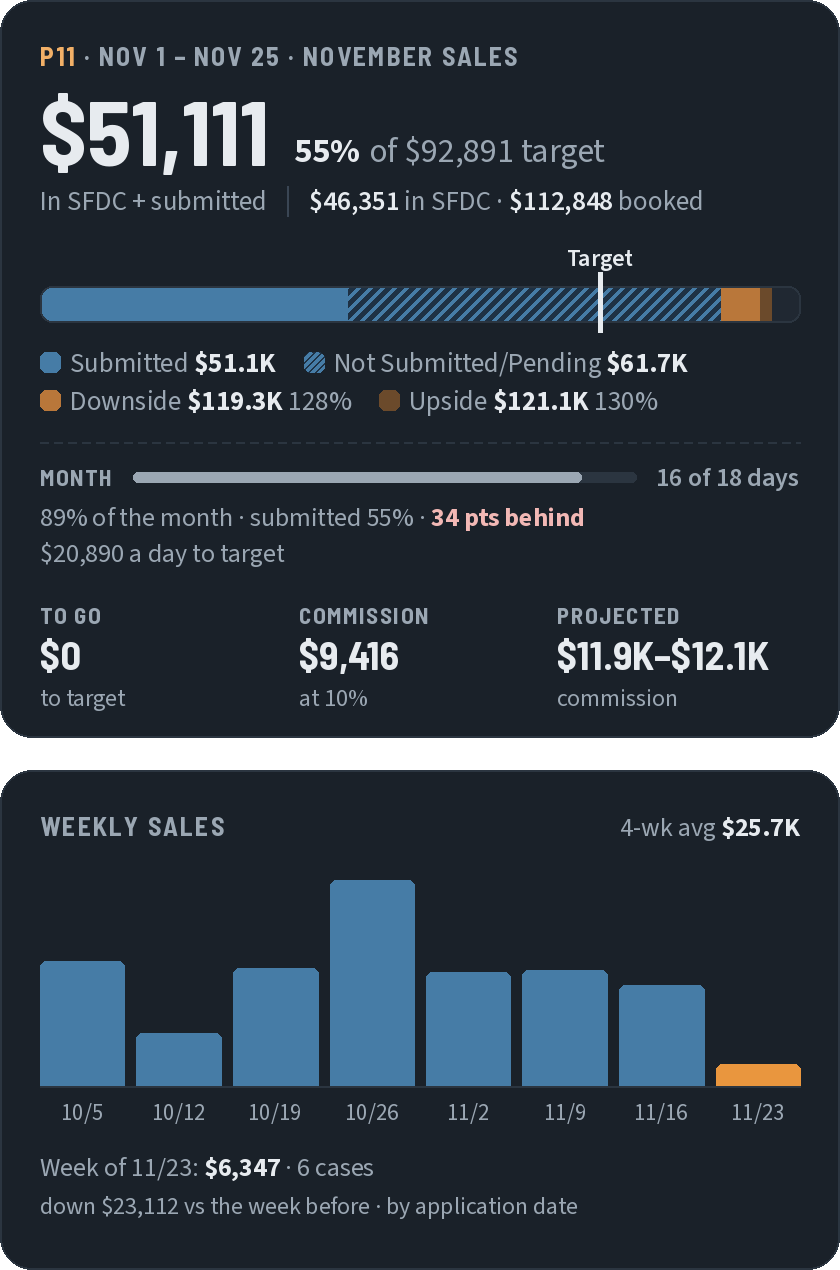 P11 · NOV 1 – NOV 25 · NOVEMBER SALES
$51,111 55% of $92,891 target
In SFDC + submitted | $46,351 in SFDC · $112,848 booked
Target
Submitted $51.1K Not Submitted/Pending $61.7K
Downside $119.3K 128% Upside $121.1K 130%
MONTH 16 of 18 days
89% of the month · submitted 55% · 34 pts behind
$20,890 a day to target
TO GO COMMISSION PROJECTED
$0 $9,416 $11.9K–$12.1K
to target at 10% commission
WEEKLY SALES 4-wk avg $25.7K
10/5 10/12 10/19 10/26 11/2 11/9 11/16 11/23
Week of 11/23: $6,347 · 6 cases
down $23,112 vs the week before · by application date